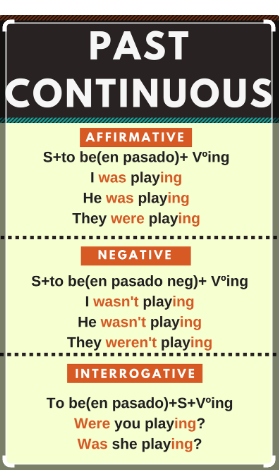 PAST
CONTINUOUS
AFFIRMATIVE
S+to be(en pasado)+ Vºing
I was playing
He was playing
They were playing
NEGATIVE
S+to be(en pasado neg)+ Vºing
I wasn't playing
He wasn't playing
They weren't playing
INTERROGATIVE
To be(en pasado)+S+Vºing
Were you playing?
Was she playing?